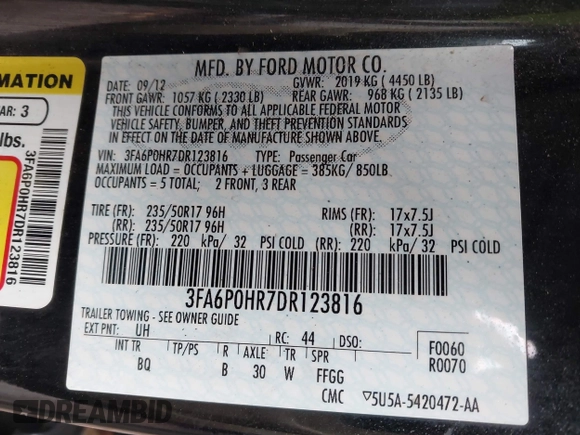 MFD. BY FORD MOTOR CO.
DATE: 09/12 GVWR: 2019 KG ( 4450 LB)
FRONT GAWR: 1057 KG ( 2330 LB) REAR GAWR: 968 KG ( 2135 LB)
THIS VEHICLE CONFORMS TO ALL APPLICABLE FEDERAL MOTOR
VEHICLE SAFETY, BUMPER, AND THEFT PREVENTION STANDARDS
IN EFFECT ON THE DATE OF MANUFACTURE SHOWN ABOVE.
VIN: 3FA6P0HR7DR123816 TYPE: Passenger Car
MAXIMUM LOAD = OCCUPANTS + LUGGAGE = 385KG/ 850LB
OCCUPANTS = 5 TOTAL; 2 FRONT, 3 REAR
TIRE (FR): 235/50R17 96H RIMS (FR): 17x7.5J
(RR): 235/50R17 96H (RR): 17x7.5J
PRESSURE (FR): 220 kPa/ 32 PSI COLD (RR): 220 kPa/ 32 PSI COLD
3FA6P0HR7DR123816
TRAILER TOWING - SEE OWNER GUIDE
EXT PNT: UH RC: 44 DSO: F0060
INT TR TP/PS R AXLE TR SPR R0070
BQ B 30 W FFGG
CMC ▽5U5A-5420472-AA
MATION
AR: 3
lbs.
3FA6P0HR7DR123816
DREAMBID